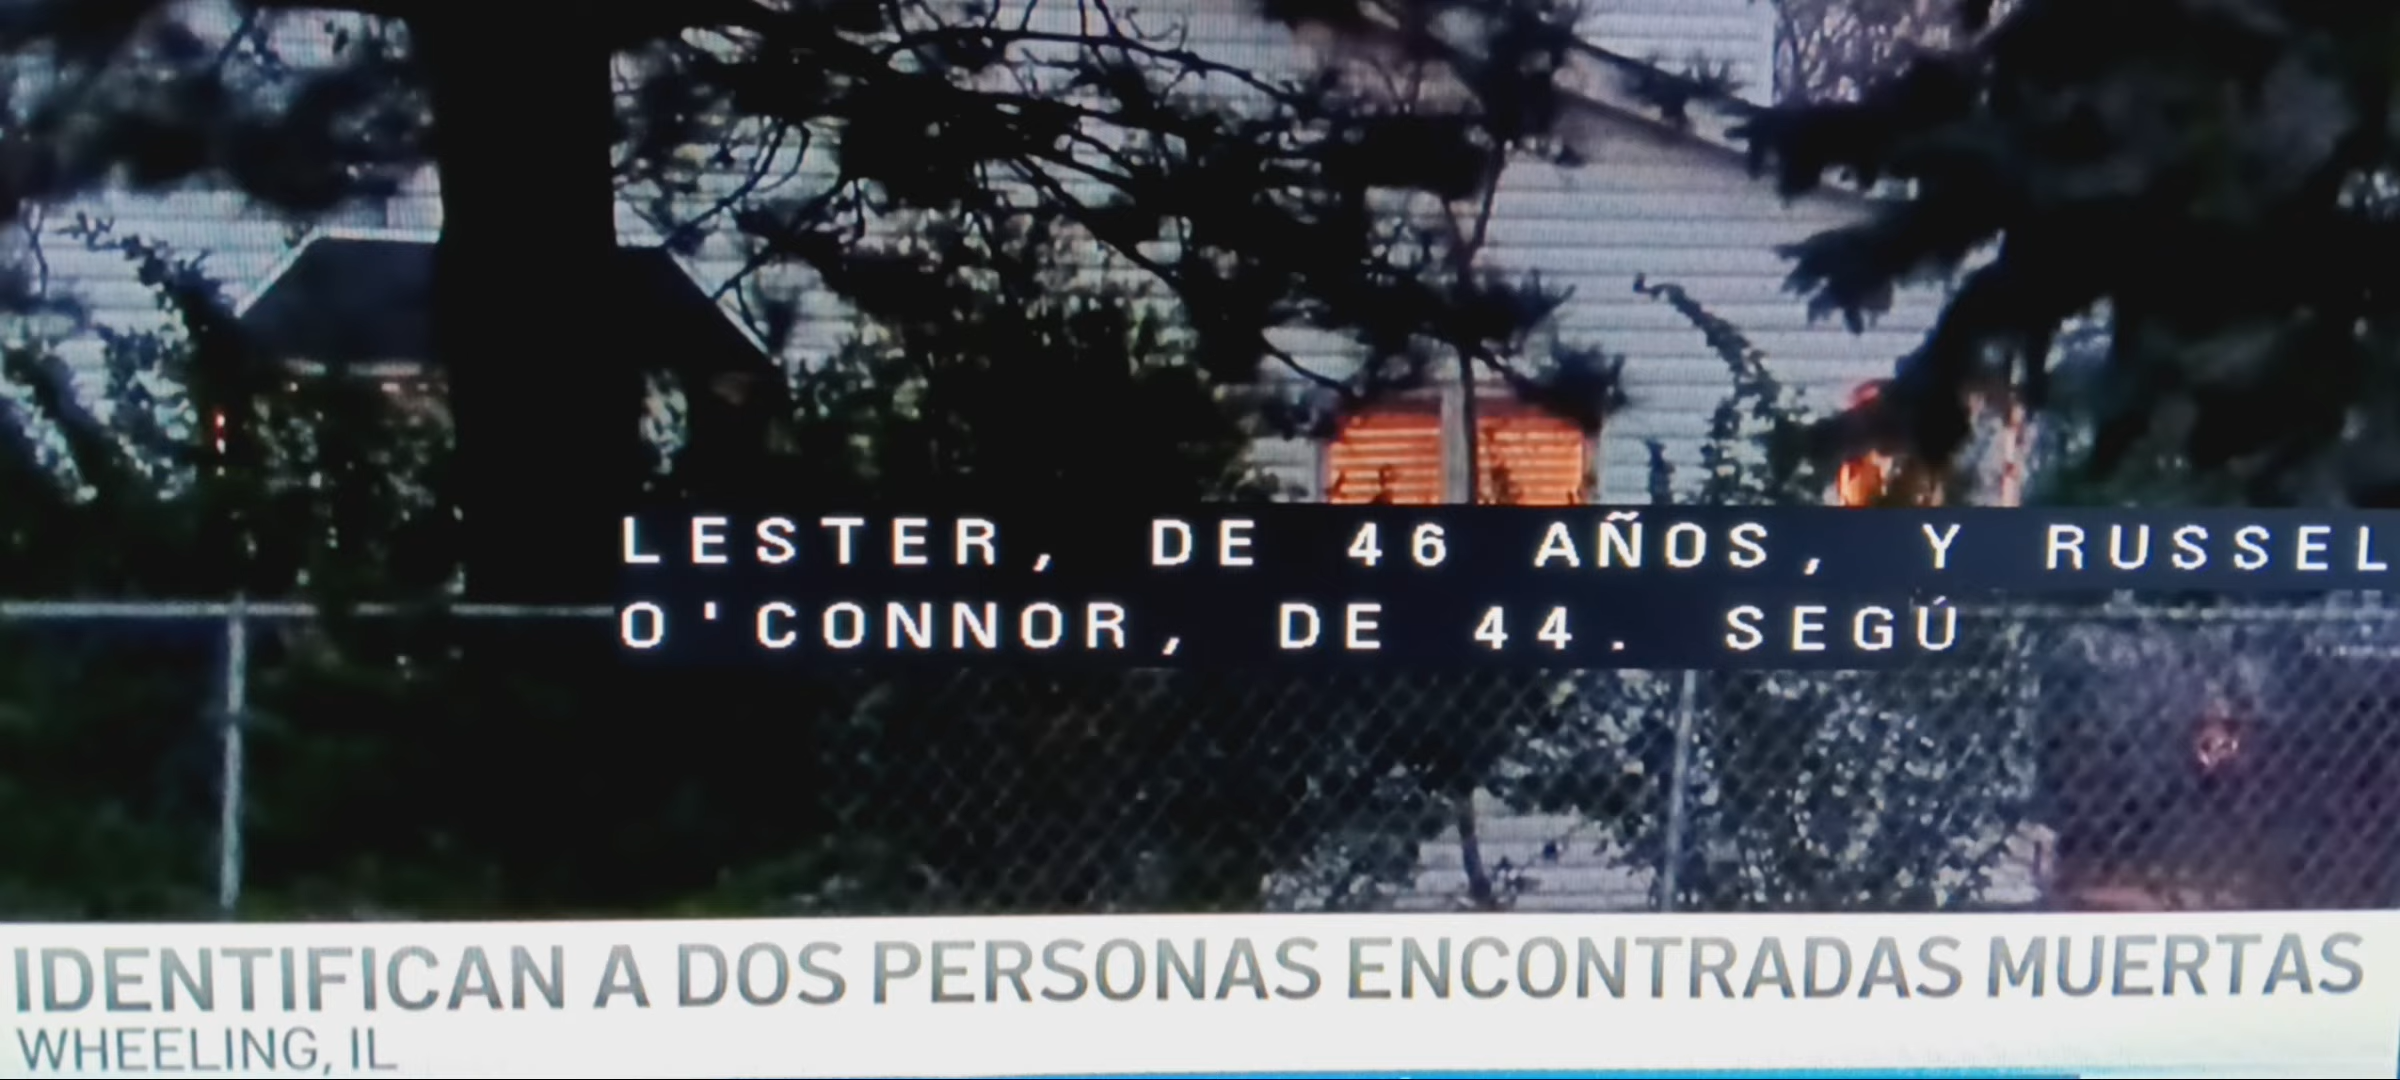 LESTER, DE 46 AÑOS, Y RUSSEL
O'CONNOR, DE 44. SEGÚ
IDENTIFICAN A DOS PERSONAS ENCONTRADAS MUERTAS
WHEELING, IL